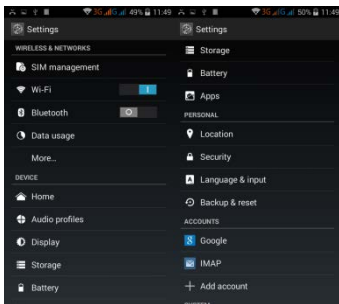 3G G 49% 11:49
Settings
WIRELESS & NETWORKS
SIM management
Wi-Fi
I
Bluetooth
O
Data usage
More...
DEVICE
Home
Audio profiles
Display
Storage
Battery
3G G 50% 11:49
Settings
Storage
Battery
Apps
PERSONAL
Location
Security
Language & input
Backup & reset
ACCOUNTS
Google
IMAP
Add account